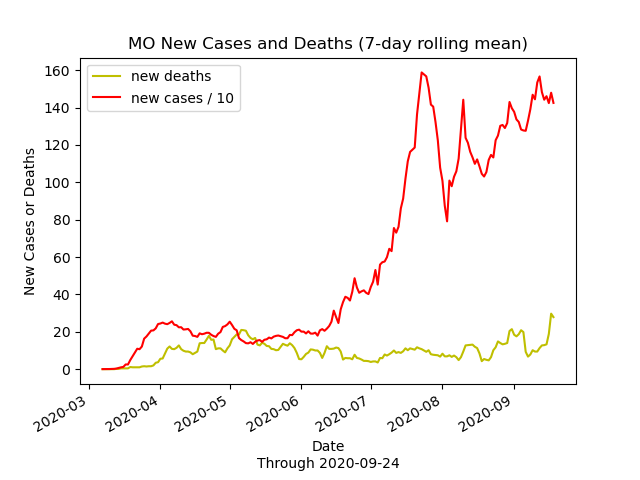 MO New Cases and Deaths (7-day rolling mean)
new deaths
new cases / 10
New Cases or Deaths
160
140
120
100
80
60
40
20
0
2020-03
2020-04
2020-05
2020-06
2020-07
2020-08
2020-09
Date
Through 2020-09-24